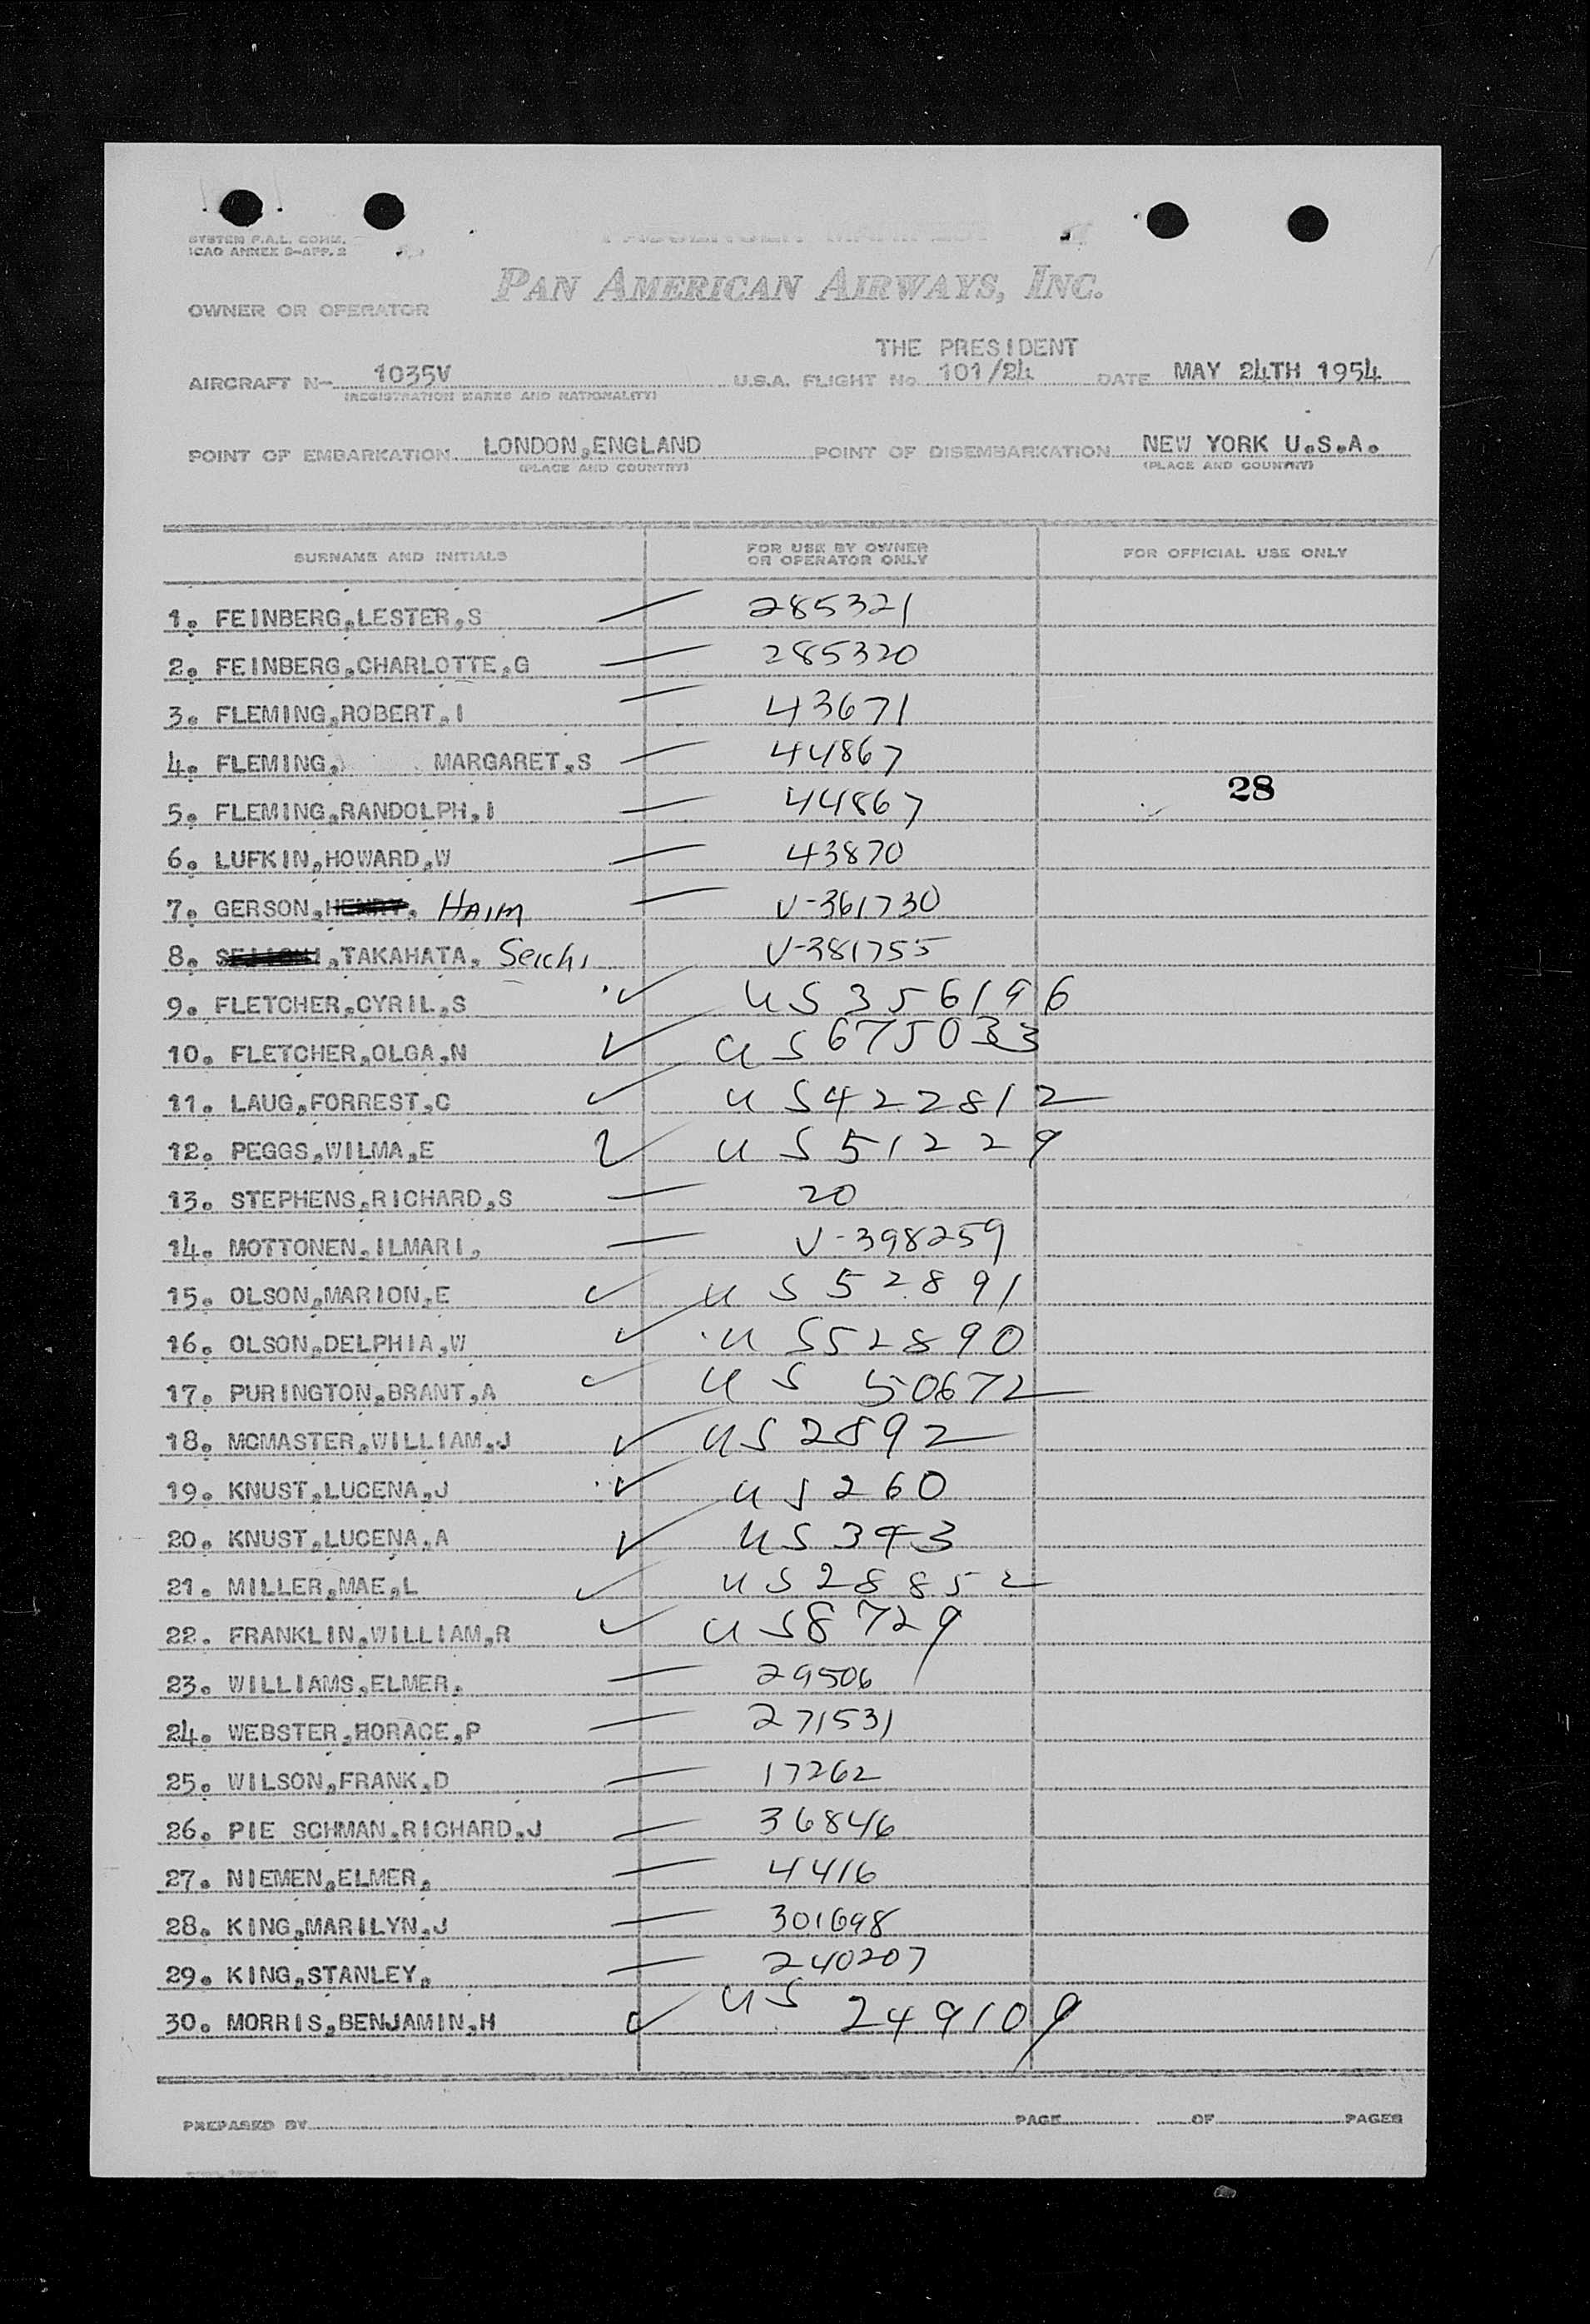 SYSTEM F.A.L. COMM.
ICAO ANNEX 9-APP. 2
PAN AMERICAN AIRWAYS, INC.
OWNER OR OPERATOR
THE PRESIDENT
AIRCRAFT N- 1035V U.S.A. FLIGHT No. 101/24 DATE MAY 24TH 1954
(REGISTRATION MARKS AND NATIONALITY)
POINT OF EMBARKATION LONDON,ENGLAND POINT OF DISEMBARKATION NEW YORK U.S.A.
(PLACE AND COUNTRY) (PLACE AND COUNTRY)
SURNAME AND INITIALS FOR USE BY OWNER OR OPERATOR ONLY FOR OFFICIAL USE ONLY
1. FEINBERG,LESTER,S 285321
2. FEINBERG,CHARLOTTE,G 285320
3. FLEMING,ROBERT,I 43671
4. FLEMING, MARGARET,S 44867
28
5. FLEMING,RANDOLPH,I 44867
6. LUFKIN,HOWARD,W 43870
7. GERSON, HAIM V-361730
8. ,TAKAHATA, Seichi V-381755
9. FLETCHER,CYRIL,S US 356196
10. FLETCHER,OLGA,N US 675033
11. LAUG,FORREST,C US 422812
12. PEGGS,WILMA,E US 51229
13. STEPHENS,RICHARD,S 20
14. MOTTONEN,ILMARI, V-398259
15. OLSON,MARION,E US 52891
16. OLSON,DELPHIA,W US 52890
17. PURINGTON,BRANT,A US 50672
18. MCMASTER,WILLIAM,J US 2892
19. KNUST,LUCENA,J US 260
20. KNUST,LUCENA,A US 343
21. MILLER,MAE,L US 28852
22. FRANKLIN,WILLIAM,R US 8729
23. WILLIAMS,ELMER, 29506
24. WEBSTER,HORACE,P 271531
25. WILSON,FRANK,D 17262
26. PIE SCHMAN,RICHARD,J 36846
27. NIEMEN,ELMER, 4416
28. KING,MARILYN,J 301698
29. KING,STANLEY, 240207
30. MORRIS,BENJAMIN,H US 249109
PREPARED BY PAGE OF PAGES